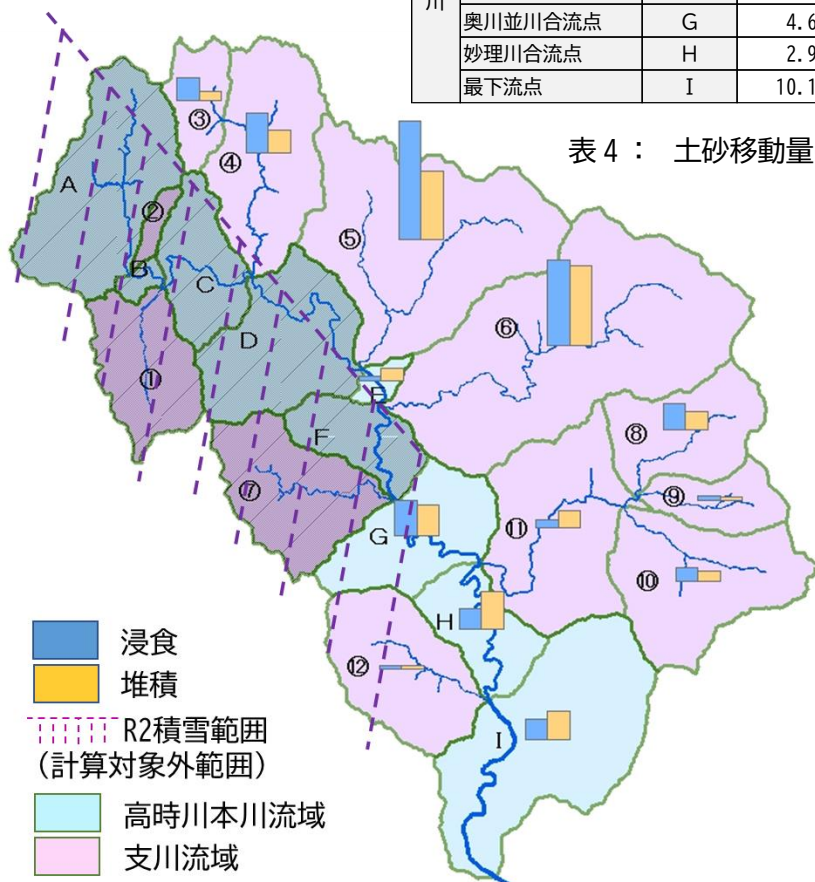 川
奥川並川合流点 G 4.6
妙理川合流点 H 2.9
最下流点 I 10.1
表4： 土砂移動量
③
④
A
②
⑤
B
C
⑥
D
①
E
F
⑧
⑦
⑨
G
⑪
⑩
H
⑫
I
浸食
堆積
R2積雪範囲
(計算対象外範囲)
高時川本川流域
支川流域